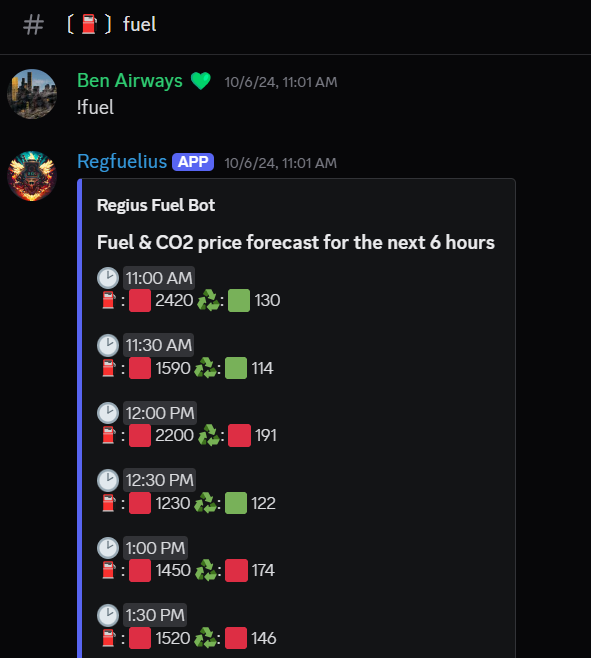 # 〔⛽〕fuel
Ben Airways 💚 10/6/24, 11:01 AM
!fuel
Regfuelius APP 10/6/24, 11:01 AM
Regius Fuel Bot
Fuel & CO2 price forecast for the next 6 hours
🕑 11:00 AM
⛽: 🟥 2420 ♻: 🟩 130
🕑 11:30 AM
⛽: 🟥 1590 ♻: 🟩 114
🕑 12:00 PM
⛽: 🟥 2200 ♻: 🟥 191
🕑 12:30 PM
⛽: 🟥 1230 ♻: 🟩 122
🕑 1:00 PM
⛽: 🟥 1450 ♻: 🟥 174
🕑 1:30 PM
⛽: 🟥 1520 ♻: 🟥 146